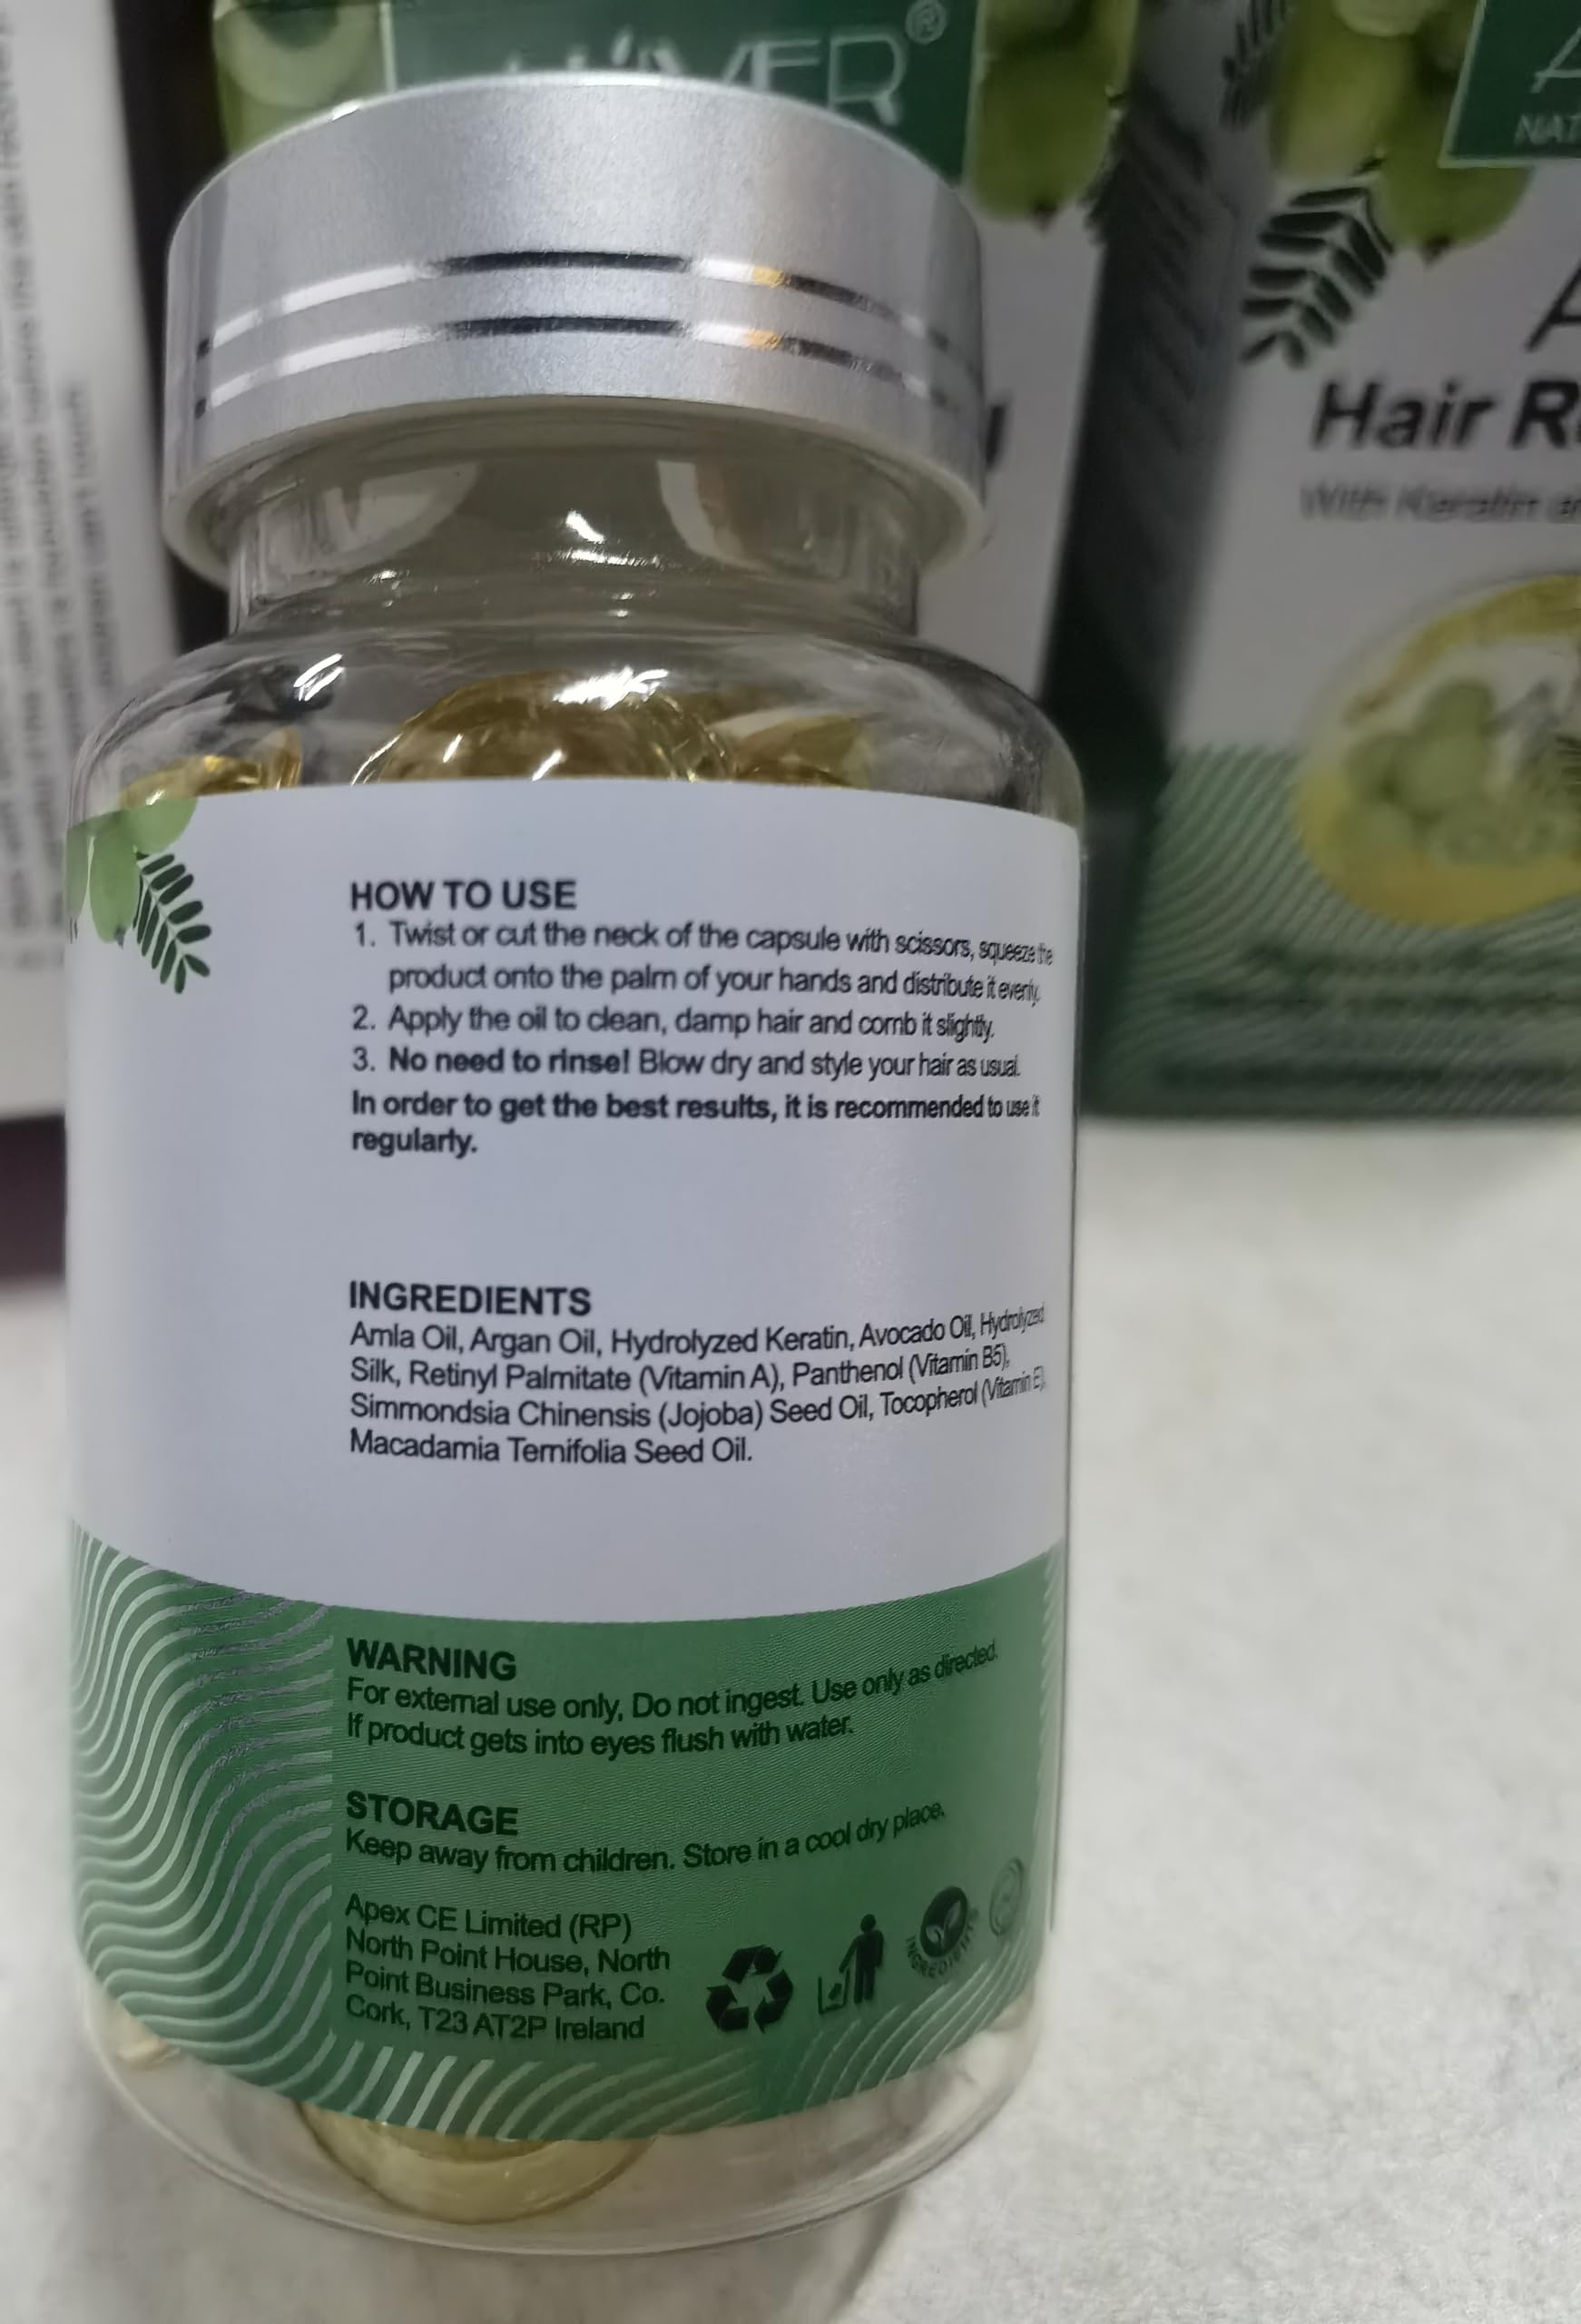 HOW TO USE
1. Twist or cut the neck of the capsule with scissors, squeeze the
product onto the palm of your hands and distribute it evenly.
2. Apply the oil to clean, damp hair and comb it slightly.
3. No need to rinse! Blow dry and style your hair as usual.
In order to get the best results, it is recommended to use it
regularly.
INGREDIENTS
Amla Oil, Argan Oil, Hydrolyzed Keratin, Avocado Oil, Hydrolyzed
Silk, Retinyl Palmitate (Vitamin A), Panthenol (Vitamin B5),
Simmondsia Chinensis (Jojoba) Seed Oil, Tocopherol (Vitamin E),
Macadamia Ternifolia Seed Oil.
WARNING
For external use only, Do not ingest. Use only as directed.
If product gets into eyes flush with water.
STORAGE
Keep away from children. Store in a cool dry place.
Apex CE Limited (RP)
North Point House, North
Point Business Park, Co.
Cork, T23 AT2P Ireland
INGREDIENTS
Hair
With Keratin